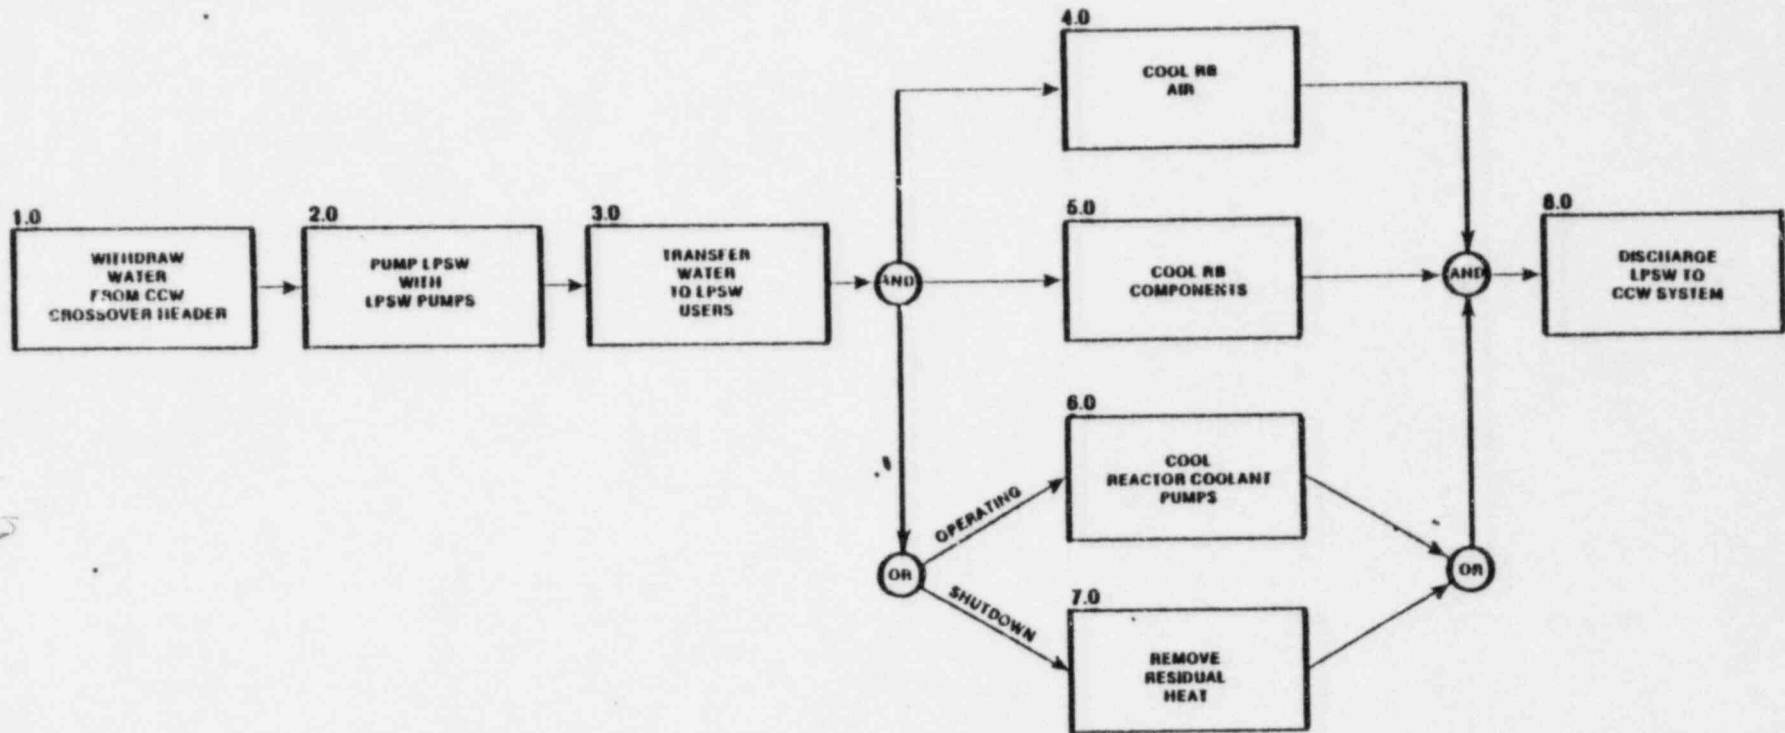 1.0
WITHDRAW
WATER
FROM CCW
CROSSOVER HEADER
2.0
PUMP LPSW
WITH
LPSW PUMPS
3.0
TRANSFER
WATER
TO LPSW
USERS
AND
4.0
COOL RB
AIR
5.0
COOL RB
COMPONENTS
OR
OPERATING
SHUTDOWN
6.0
COOL
REACTOR COOLANT
PUMPS
7.0
REMOVE
RESIDUAL
HEAT
OR
AND
8.0
DISCHARGE
LPSW TO
CCW SYSTEM